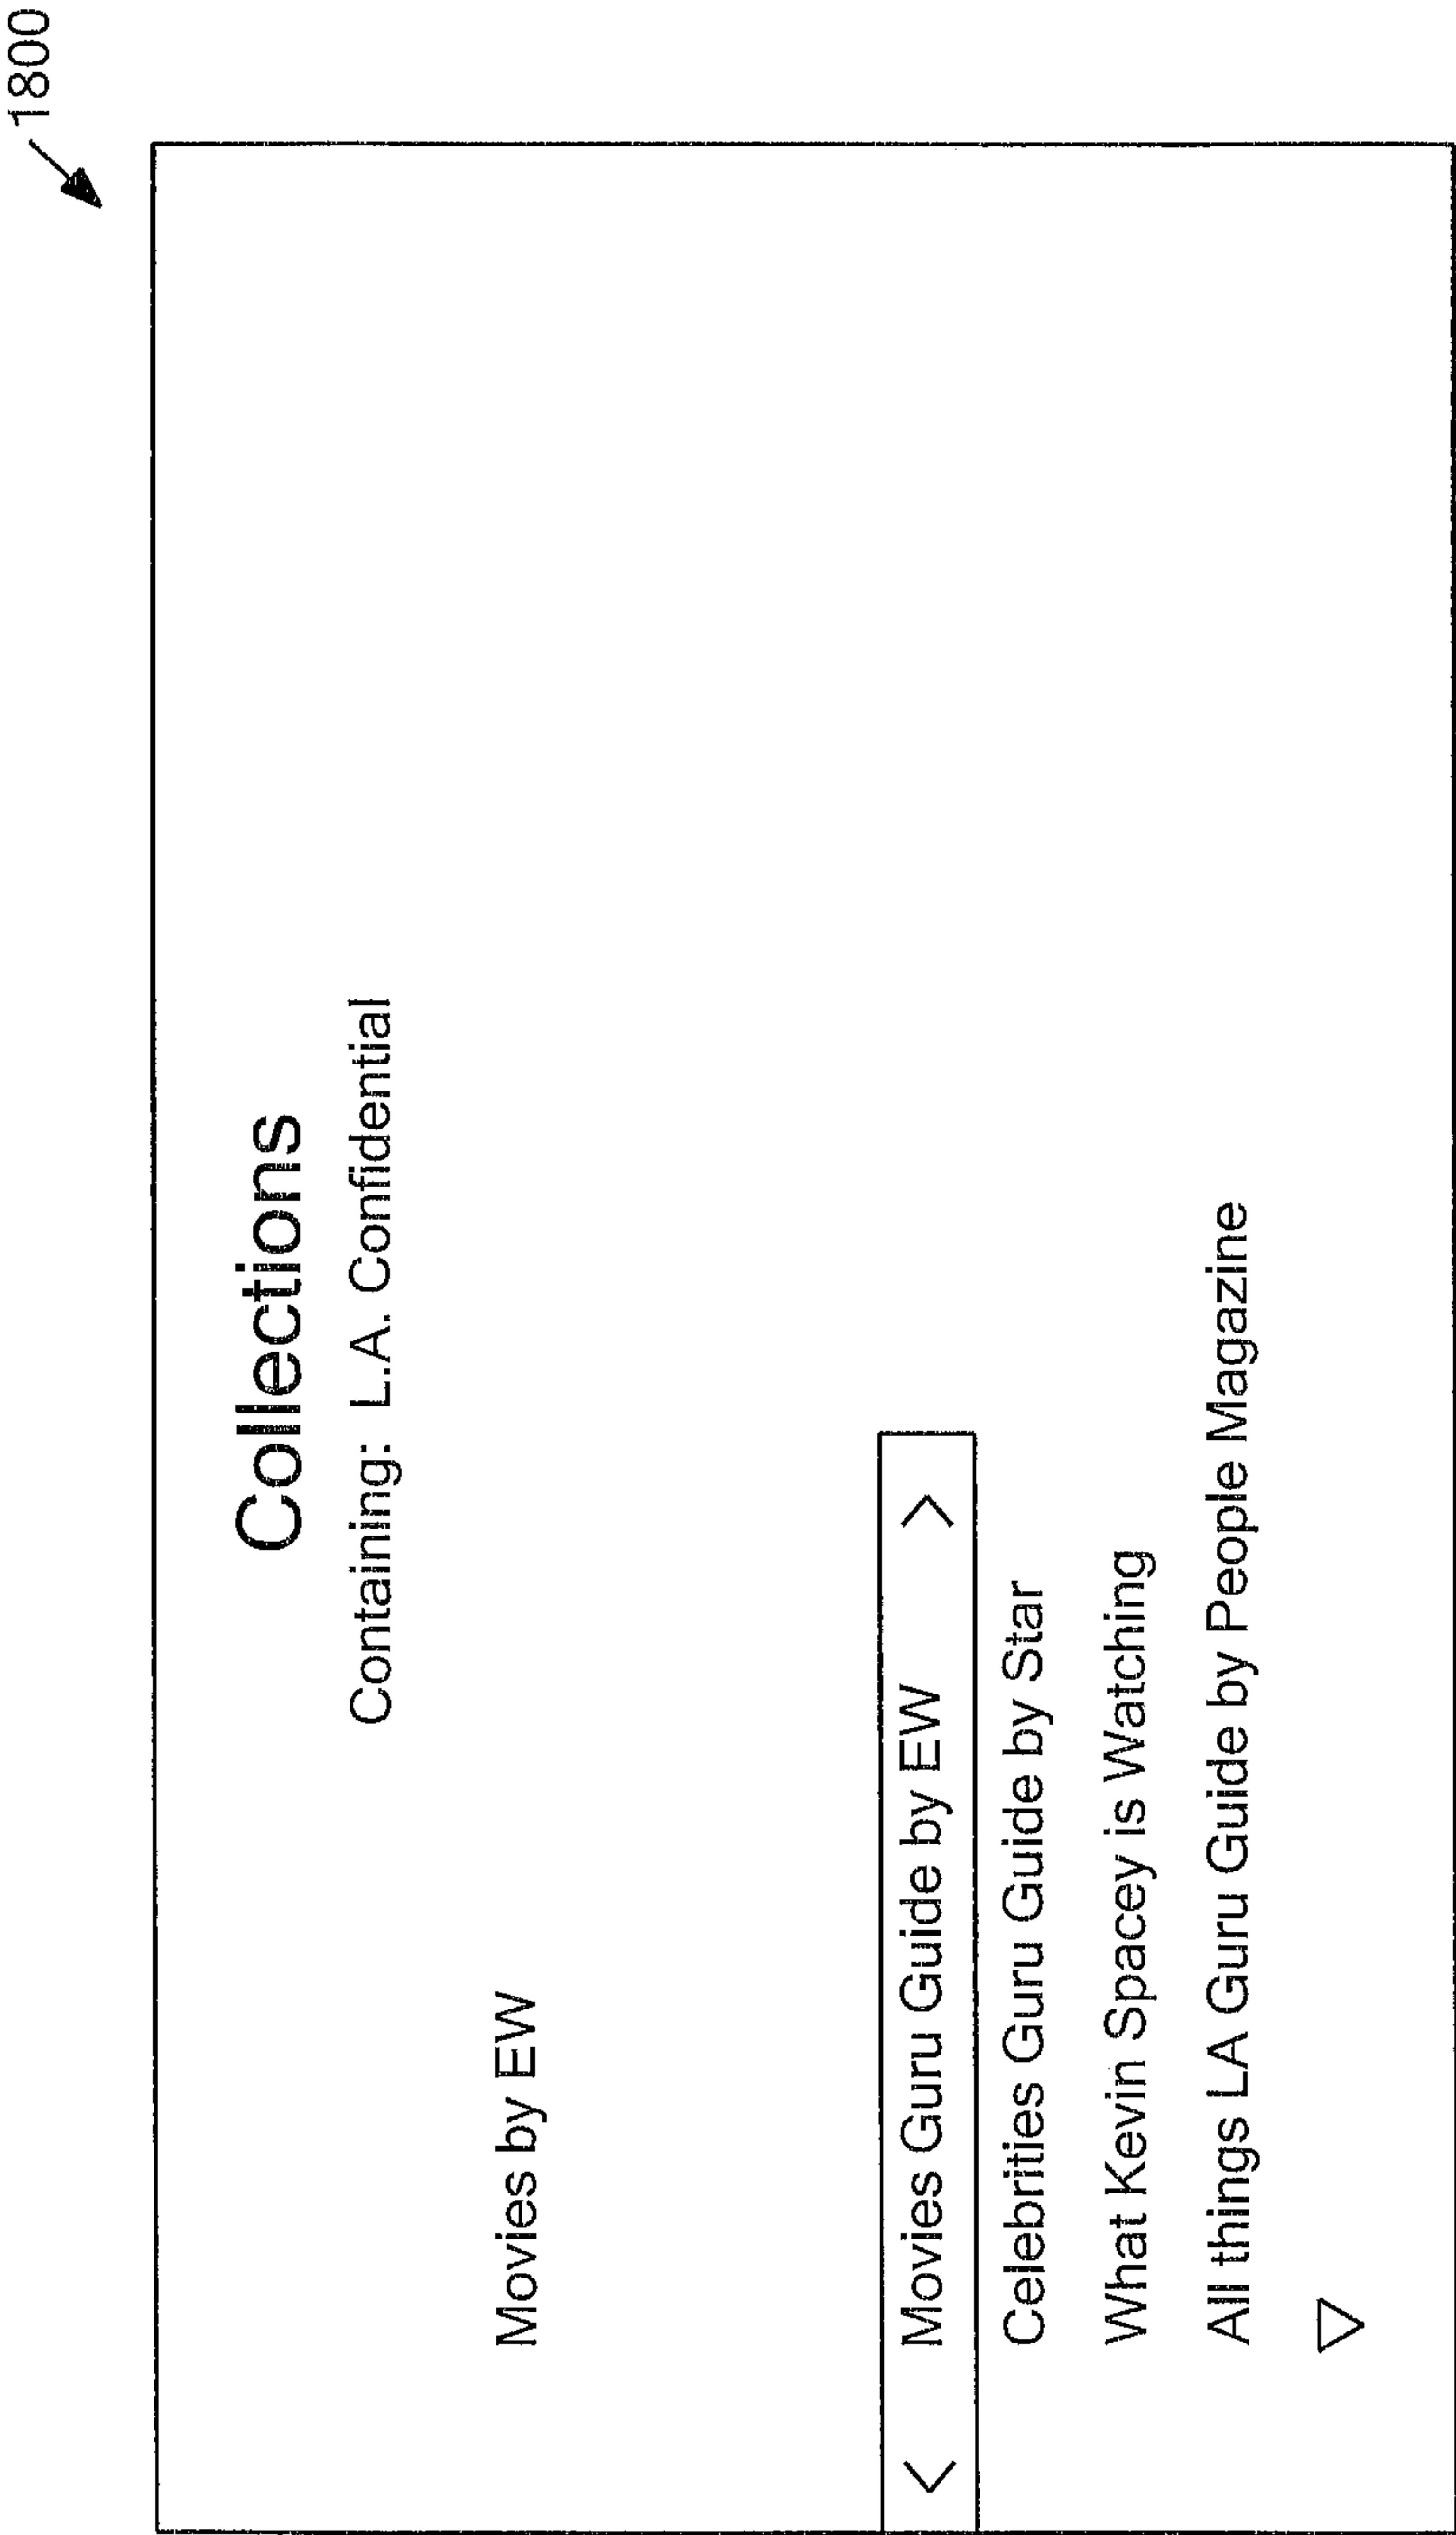 1800
Collections
Containing: L.A. Confidential
Movies by EW
< Movies Guru Guide by EW >
Celebrities Guru Guide by Star
What Kevin Spacey is Watching
All things LA Guru Guide by People Magazine